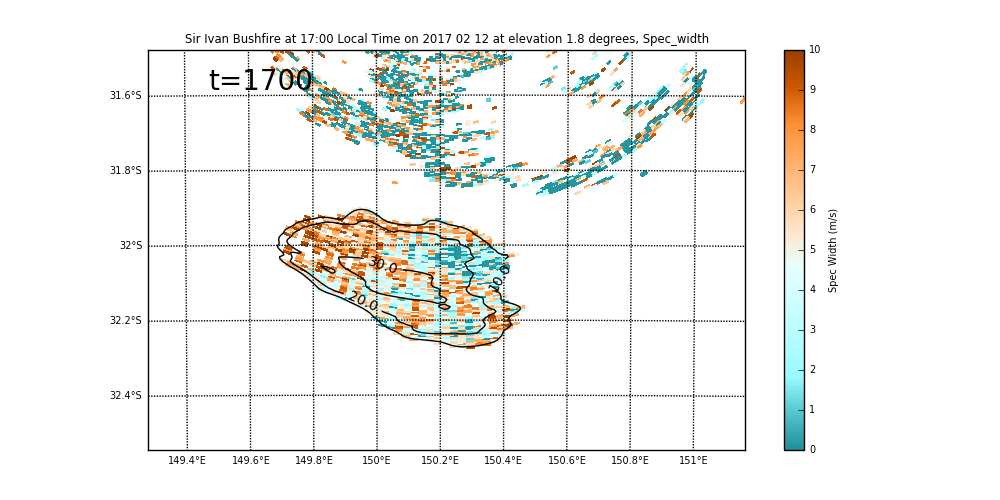 Sir Ivan Bushfire at 17:00 Local Time on 2017 02 12 at elevation 1.8 degrees, Spec_width
t=1700
31.6°S
31.8°S
32°S
32.2°S
32.4°S
30.0
20.0
149.4°E 149.6°E 149.8°E 150°E 150.2°E 150.4°E 150.6°E 150.8°E 151°E
10
9
8
7
6
5
4
3
2
1
0
Spec Width (m/s)